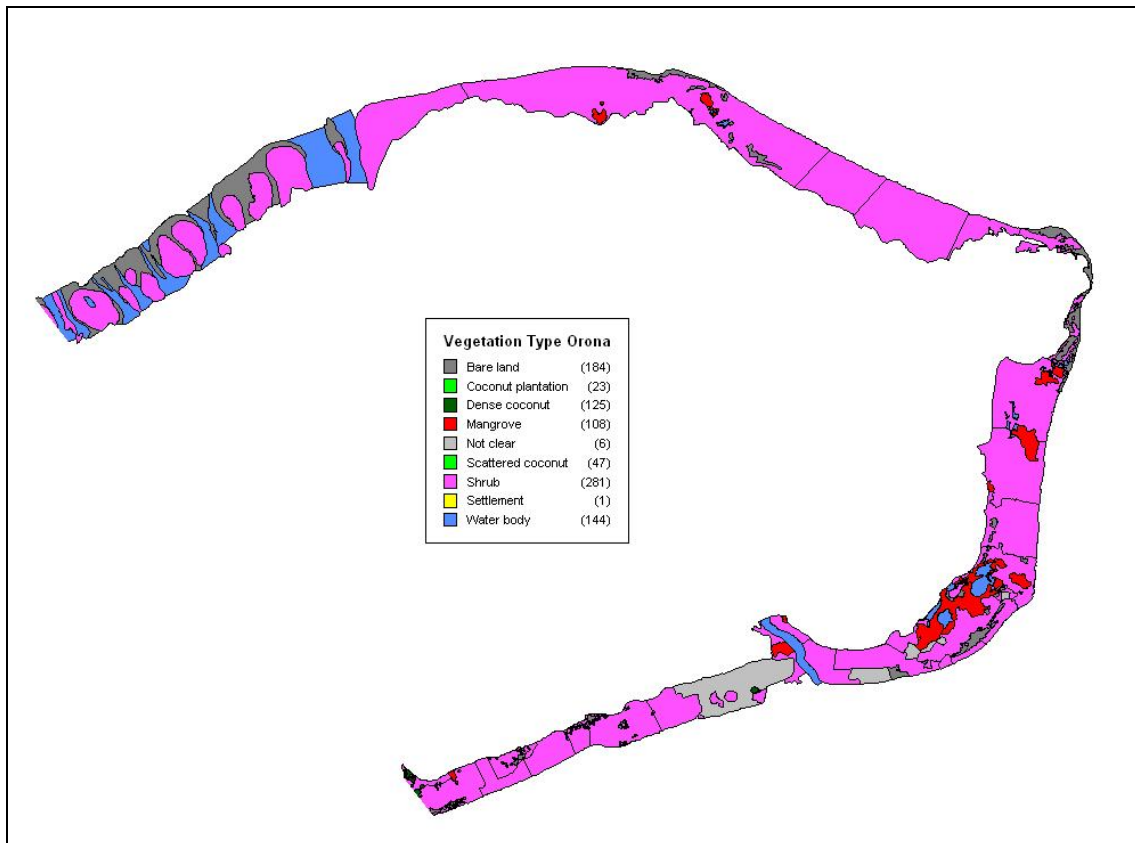 Vegetation Type Orona
Bare land (184)
Coconut plantation (23)
Dense coconut (125)
Mangrove (108)
Not clear (6)
Scattered coconut (47)
Shrub (281)
Settlement (1)
Water body (144)